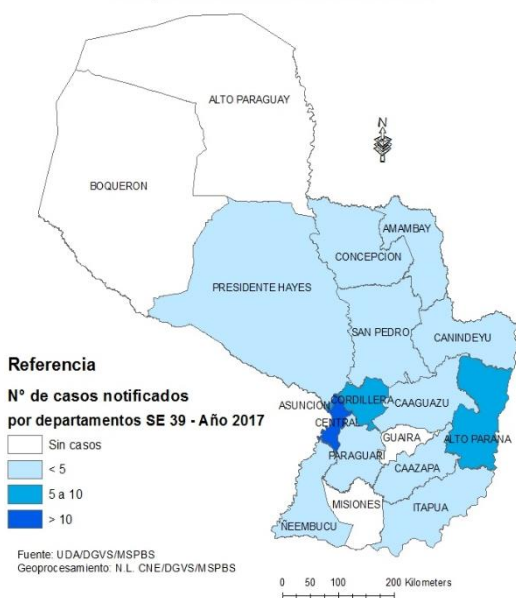 ALTO PARAGUAY
N
BOQUERON
AMAMBAY
CONCEPCION
PRESIDENTE HAYES
SAN PEDRO
CANINDEYU
ASUNCION
CORDILLERA
CAAGUAZU
CENTRAL
GUAIRA
ALTO PARANA
PARAGUARI
CAAZAPA
MISIONES
ITAPUA
ÑEEMBUCU
Referencia
N° de casos notificados
por departamentos SE 39 - Año 2017
Sin casos
< 5
5 a 10
> 10
Fuente: UDA/DGVS/MSPBS
Geoprocesamiento: N.L. CNE/DGVS/MSPBS
0 50 100 200 Kilometers